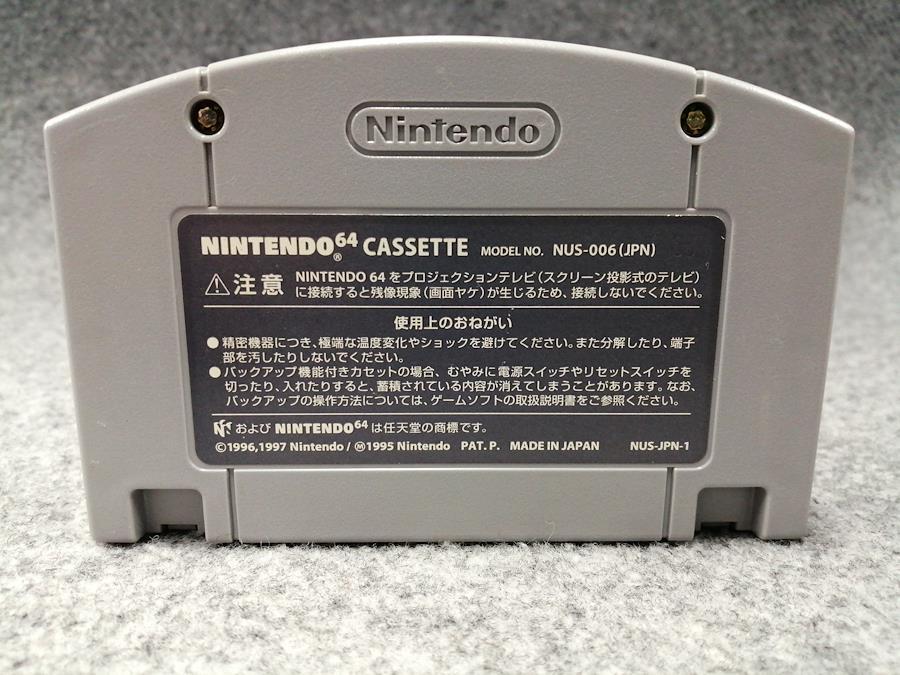 Nintendo
NINTENDO64® CASSETTE MODEL NO. NUS-006(JPN)
⚠注意 NINTENDO 64 をプロジェクションテレビ(スクリーン投影式のテレビ)
に接続すると残像現象(画面ヤケ)が生じるため、接続しないでください。
使用上のおねがい
●精密機器につき、極端な温度変化やショックを避けてください。また分解したり、端子
部を汚したりしないでください。
●バックアップ機能付きカセットの場合、むやみに電源スイッチやリセットスイッチを
切ったり、入れたりすると、蓄積されている内容が消えてしまうことがあります。なお、
バックアップの操作方法については、ゲームソフトの取扱説明書をご参照ください。
および NINTENDO64 は任天堂の商標です。
©1996,1997 Nintendo / Ⓜ1995 Nintendo PAT. P. MADE IN JAPAN NUS-JPN-1